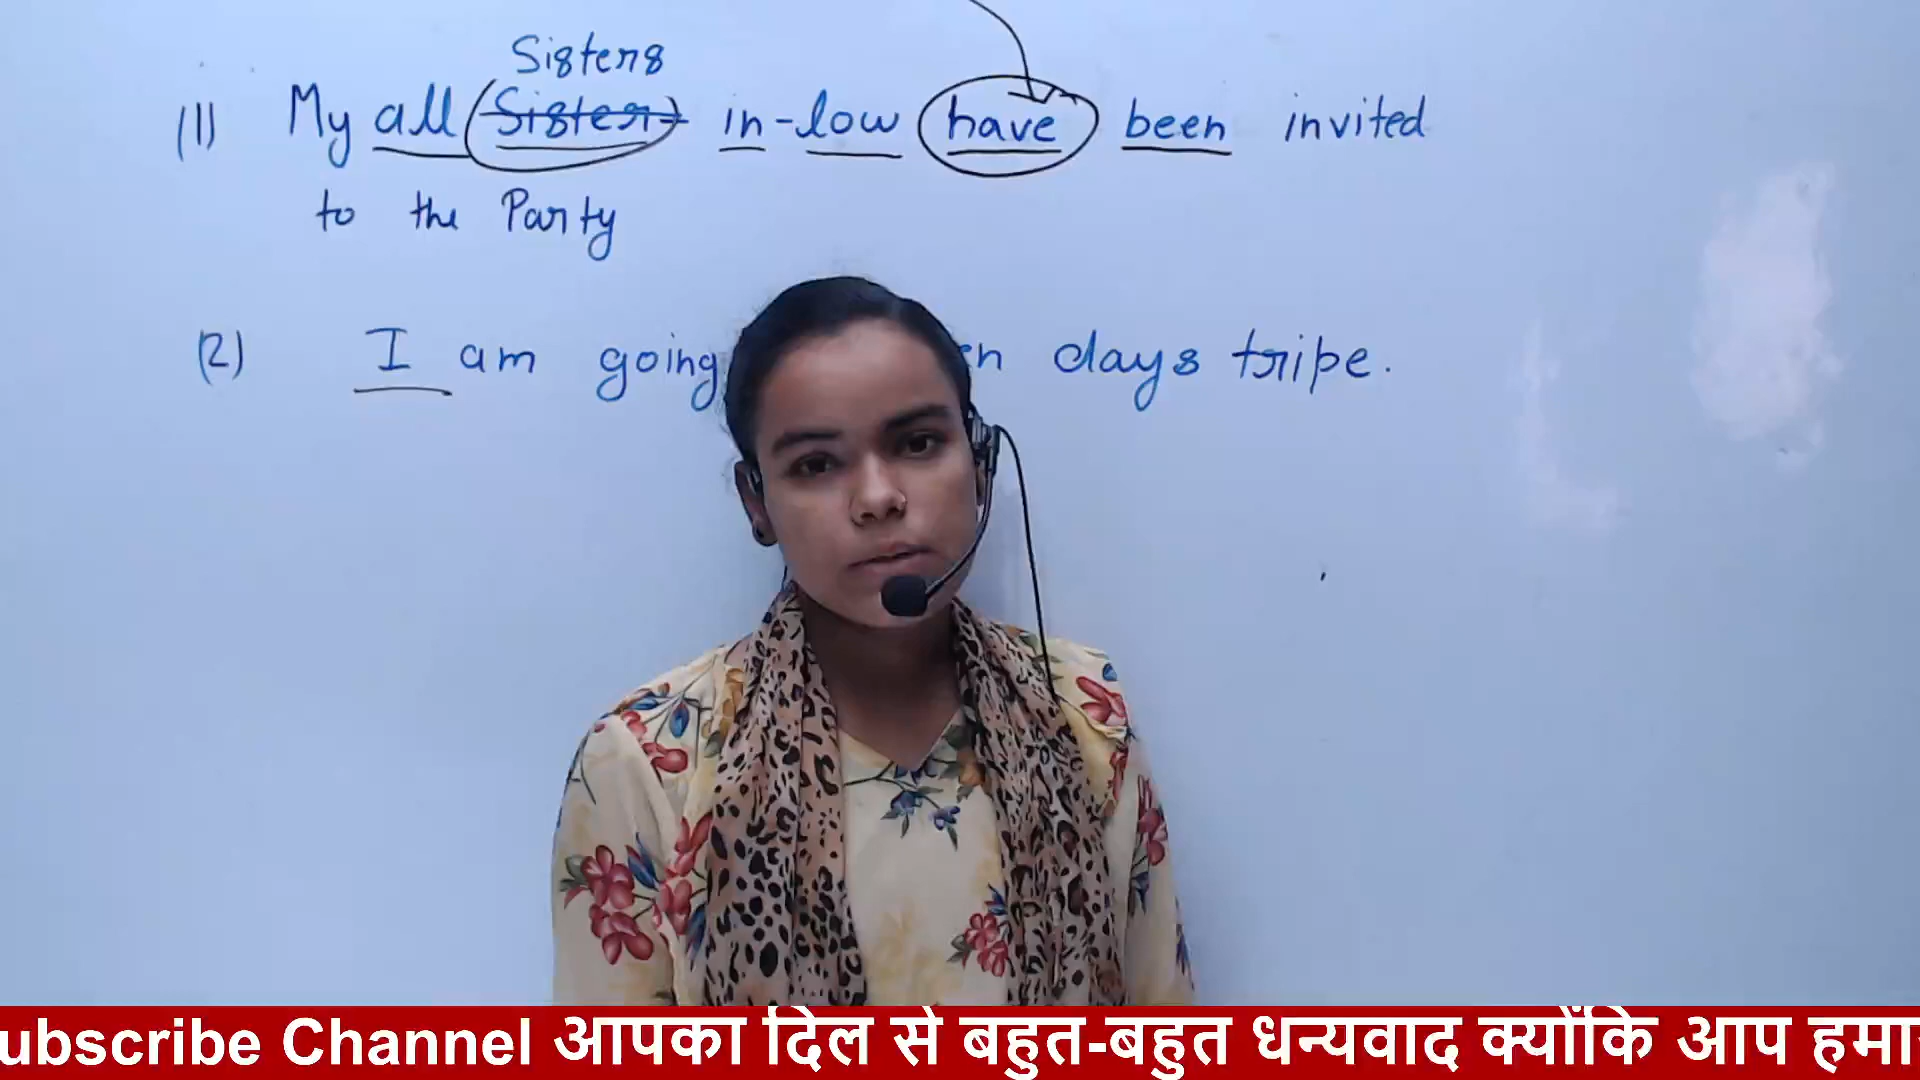 Sisters
(1) My all Sister in-low have been invited
to the Party
(2) I am going days tripe.
ubscribe Channel आपका दिल से बहुत-बहुत धन्यवाद क्योंकि आप हमा